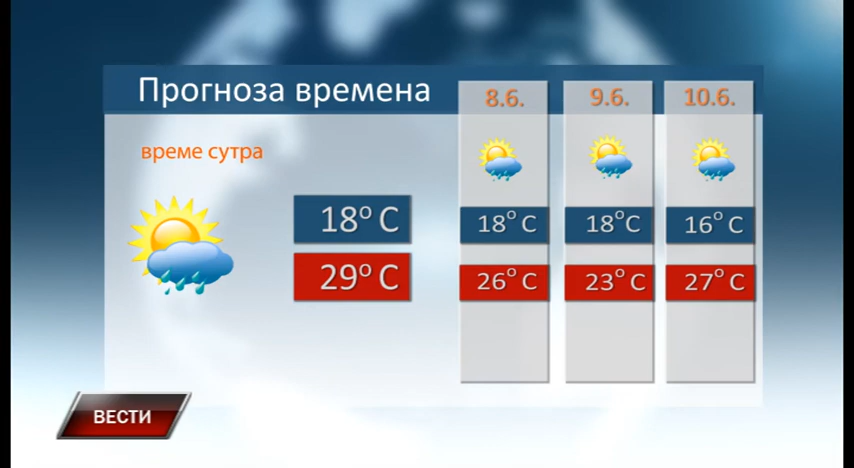 Прогноза времена
време сутра
18° C
29° C
8.6.
18° C
26° C
9.6.
18°C
23° C
10.6.
16° C
27° C
ВЕСТИ